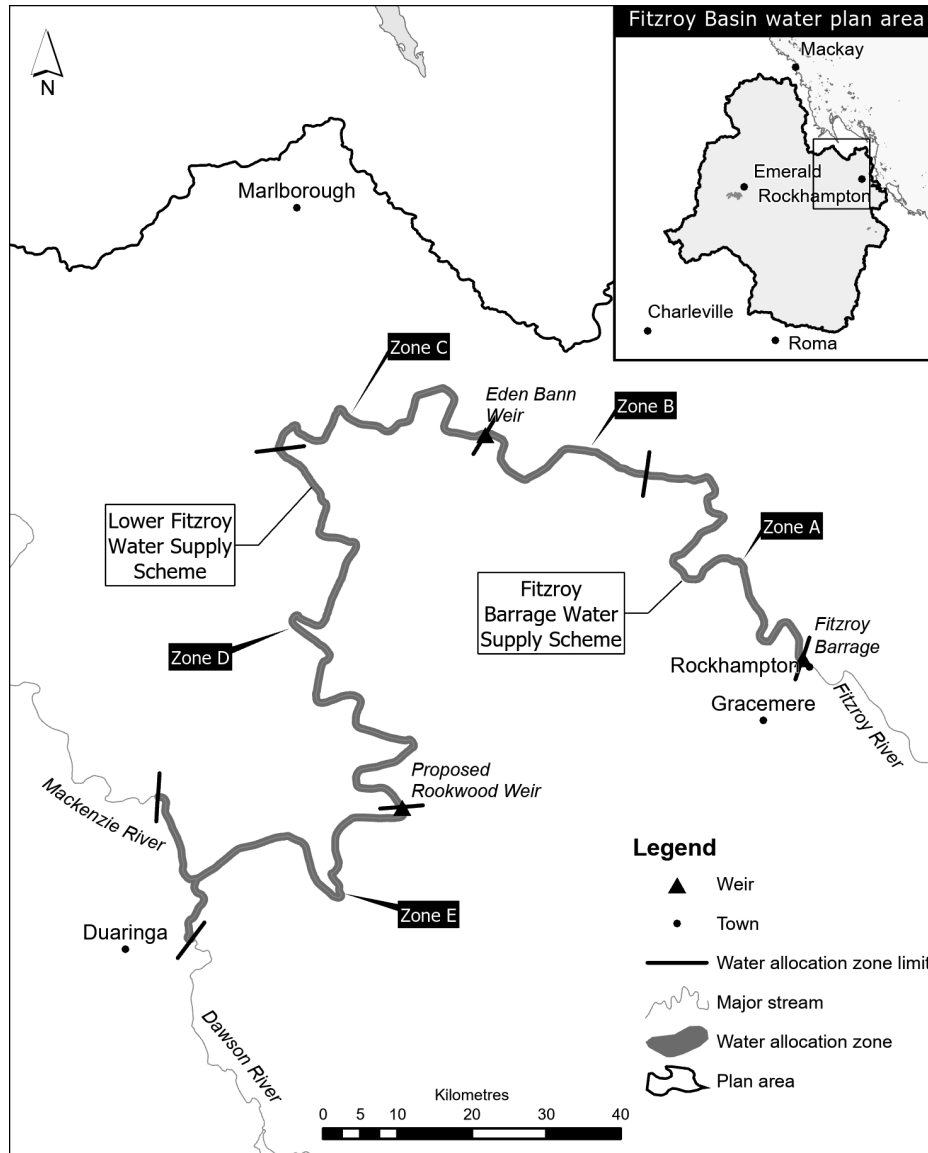 Fitzroy Basin water plan area
N
Mackay
Emerald
Rockhampton
Charleville
Roma
Marlborough
Zone C
Eden Bann
Weir
Zone B
Lower Fitzroy
Water Supply
Scheme
Zone A
Fitzroy
Barrage Water
Supply Scheme
Fitzroy
Barrage
Zone D
Rockhampton
Gracemere
Fitzroy River
Proposed
Rookwood Weir
Mackenzie River
Zone E
Duaringa
Dawson River
Legend
Weir
Town
Water allocation zone limit
Major stream
Water allocation zone
Plan area
Kilometres
0 5 10 20 30 40